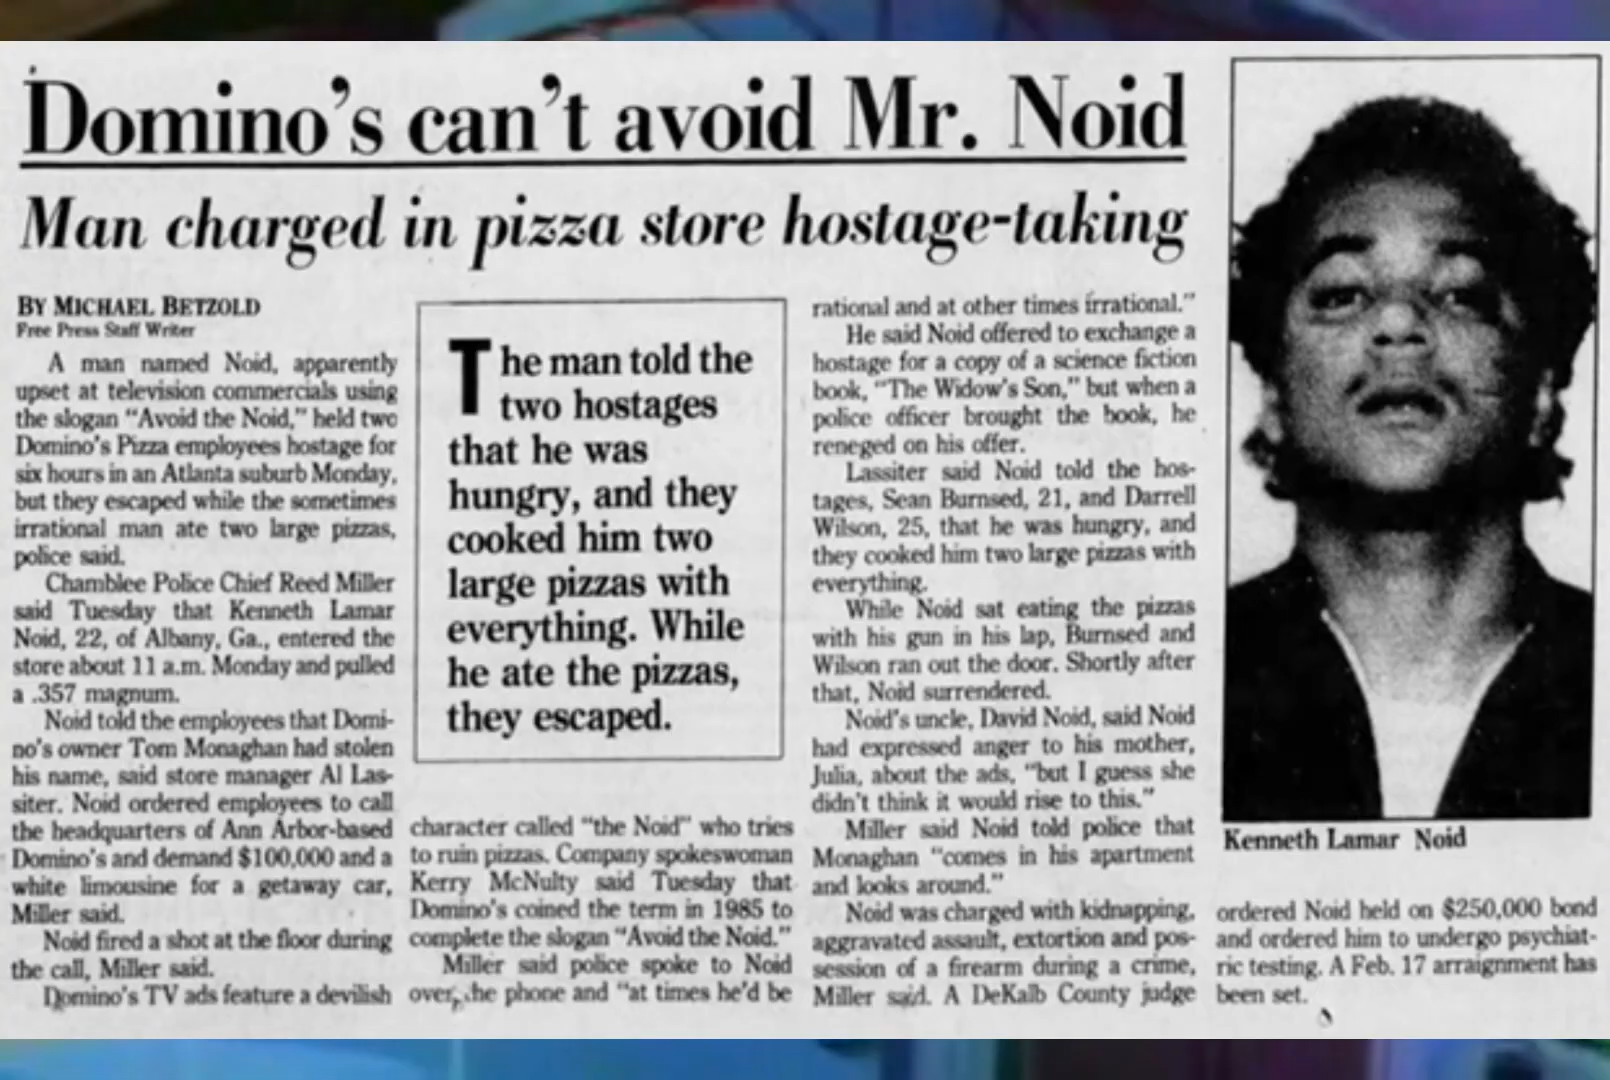 Domino's can't avoid Mr. Noid
Man charged in pizza store hostage-taking
BY MICHAEL BETZOLD
Free Press Staff Writer
A man named Noid, apparently
upset at television commercials using
the slogan "Avoid the Noid," held two
Domino's Pizza employees hostage for
six hours in an Atlanta suburb Monday,
but they escaped while the sometimes
irrational man ate two large pizzas,
police said.
Chamblee Police Chief Reed Miller
said Tuesday that Kenneth Lamar
Noid, 22, of Albany, Ga., entered the
store about 11 a.m. Monday and pulled
a .357 magnum.
Noid told the employees that Domi-
no's owner Tom Monaghan had stolen
his name, said store manager Al Las-
siter. Noid ordered employees to call
the headquarters of Ann Arbor-based
Domino's and demand $100,000 and a
white limousine for a getaway car,
Miller said.
Noid fired a shot at the floor during
the call, Miller said.
Domino's TV ads feature a devilish
The man told the
two hostages
that he was
hungry, and they
cooked him two
large pizzas with
everything. While
he ate the pizzas,
they escaped.
character called "the Noid" who tries
to ruin pizzas. Company spokeswoman
Kerry McNulty said Tuesday that
Domino's coined the term in 1985 to
complete the slogan "Avoid the Noid."
Miller said police spoke to Noid
over the phone and "at times he'd be
rational and at other times irrational."
He said Noid offered to exchange a
hostage for a copy of a science fiction
book, "The Widow's Son," but when a
police officer brought the book, he
reneged on his offer.
Lassiter said Noid told the hos-
tages, Sean Burnsed, 21, and Darrell
Wilson, 25, that he was hungry, and
they cooked him two large pizzas with
everything.
While Noid sat eating the pizzas
with his gun in his lap, Burnsed and
Wilson ran out the door. Shortly after
that, Noid surrendered.
Noid's uncle, David Noid, said Noid
had expressed anger to his mother,
Julia, about the ads, "but I guess she
didn't think it would rise to this."
Miller said Noid told police that
Monaghan "comes in his apartment
and looks around."
Noid was charged with kidnapping,
aggravated assault, extortion and pos-
session of a firearm during a crime,
Miller said. A DeKalb County judge
Kenneth Lamar Noid
ordered Noid held on $250,000 bond
and ordered him to undergo psychiat-
ric testing. A Feb. 17 arraignment has
been set.